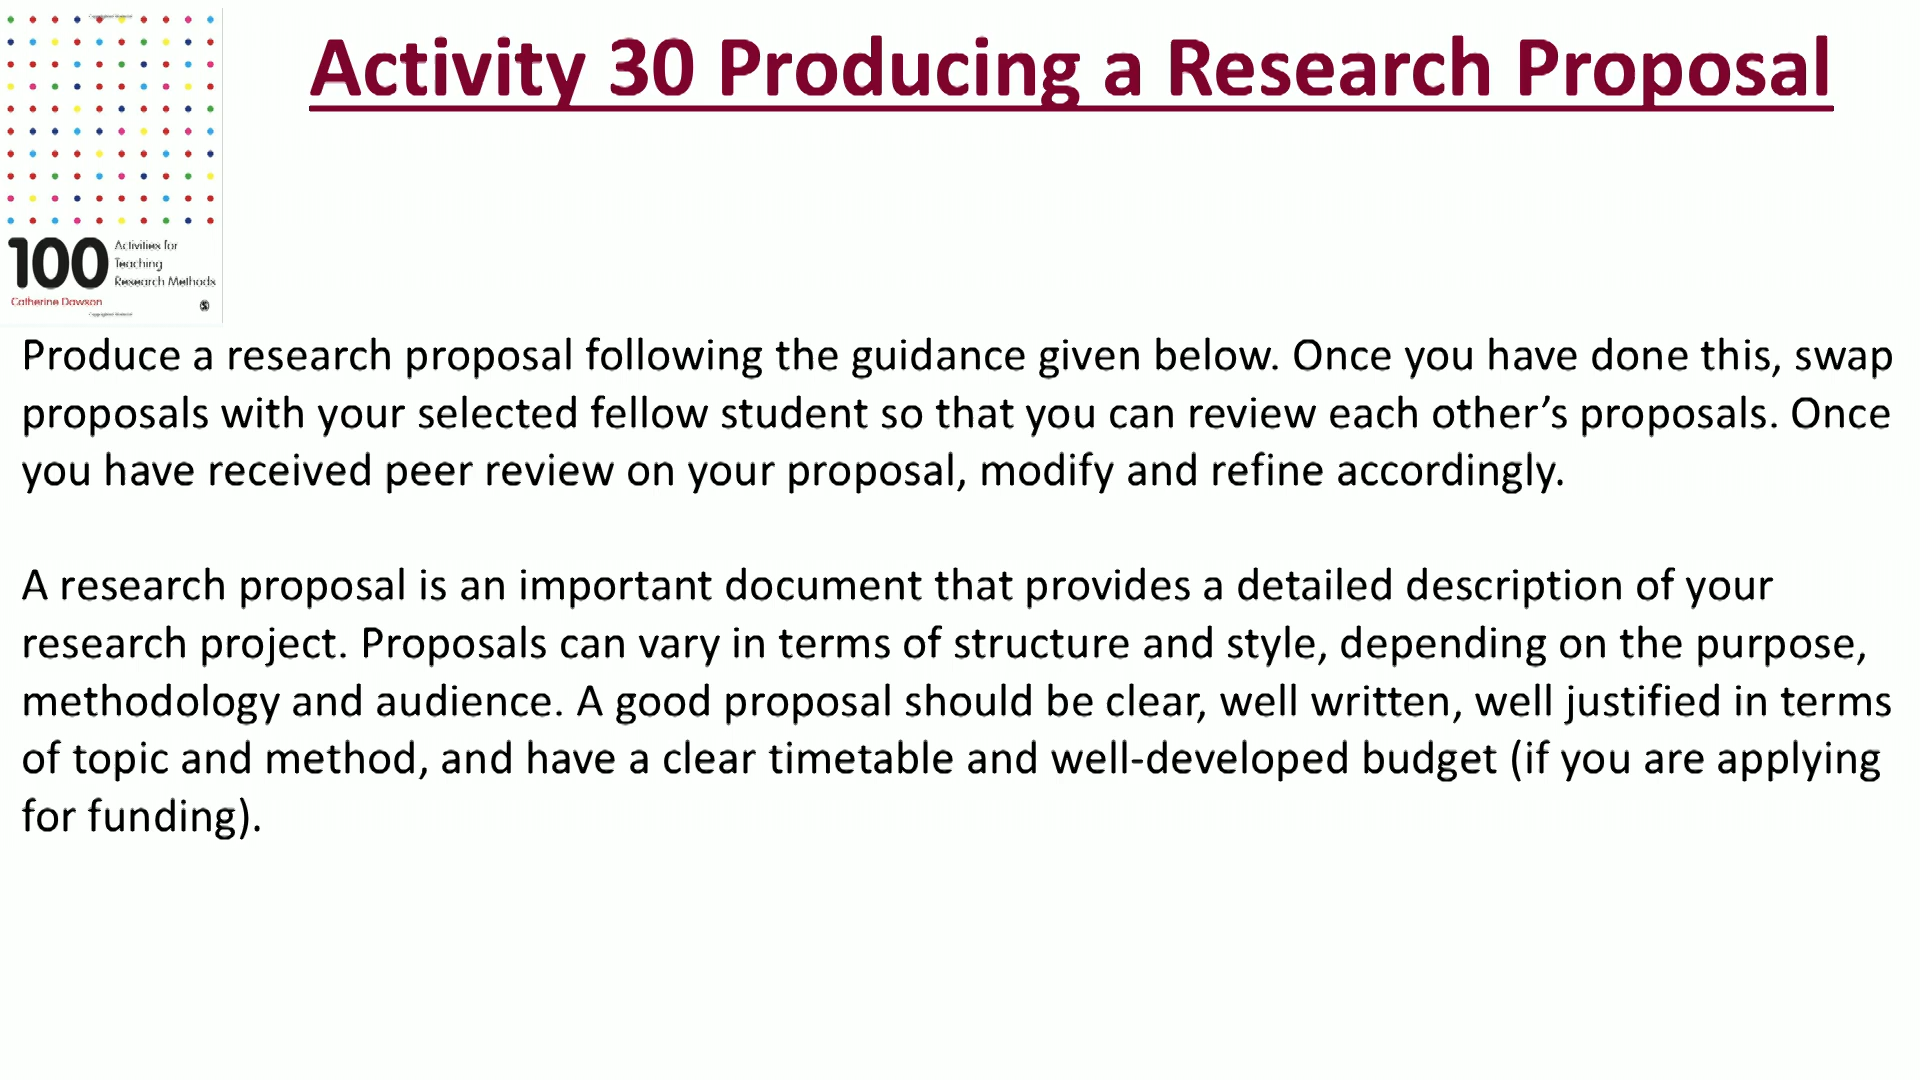 Activity 30 Producing a Research Proposal
100
Activities for
Teaching
Research Methods
Catherine Dawson
Produce a research proposal following the guidance given below. Once you have done this, swap
proposals with your selected fellow student so that you can review each other’s proposals. Once
you have received peer review on your proposal, modify and refine accordingly.
A research proposal is an important document that provides a detailed description of your
research project. Proposals can vary in terms of structure and style, depending on the purpose,
methodology and audience. A good proposal should be clear, well written, well justified in terms
of topic and method, and have a clear timetable and well-developed budget (if you are applying
for funding).